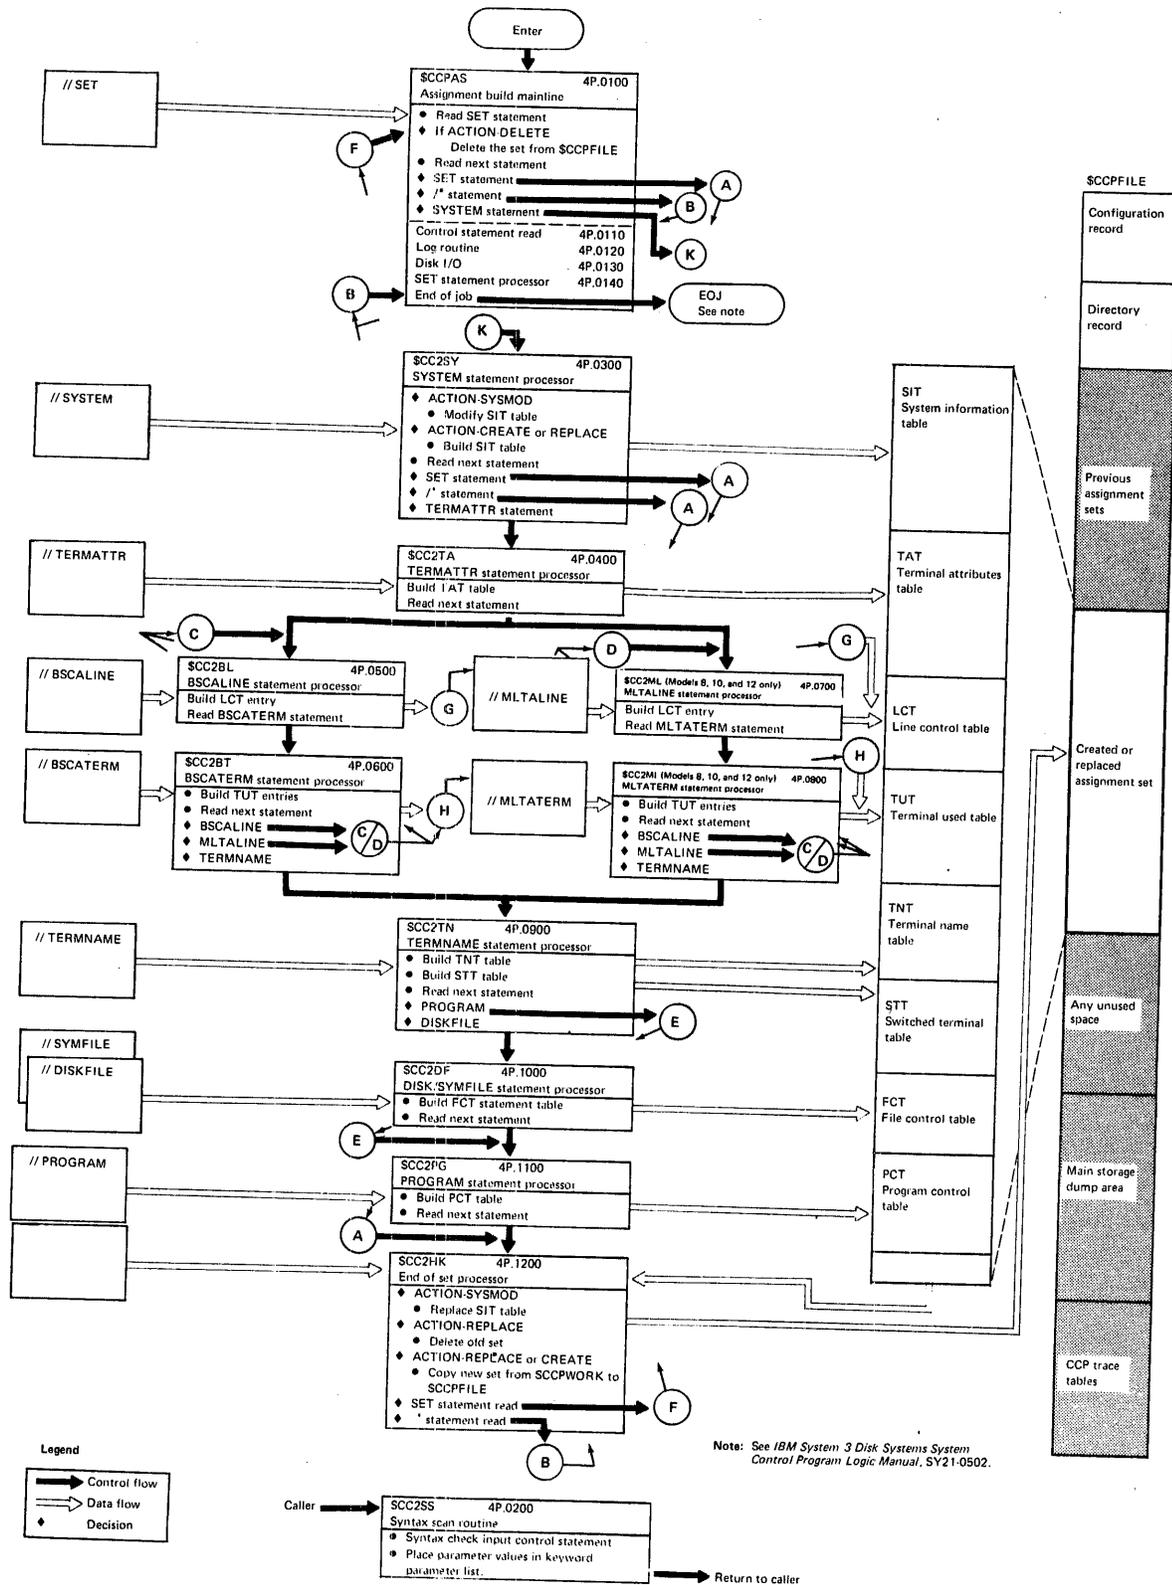 Enter
// SET
$CCPAS 4P.0100
Assignment build mainline
Read SET statement
If ACTION-DELETE
Delete the set from $CCPFILE
Read next statement
SET statement
/* statement
SYSTEM statement
F
A
B
K
Control statement read 4P.0110
Log routine 4P.0120
Disk I/O 4P.0130
SET statement processor 4P.0140
End of job
B
EOJ
See note
$CCPFILE
Configuration
record
Directory
record
Previous
assignment
sets
Created or
replaced
assignment set
Any unused
space
Main storage
dump area
CCP trace
tables
K
// SYSTEM
$CC2SY 4P.0300
SYSTEM statement processor
ACTION-SYSMOD
Modify SIT table
ACTION-CREATE or REPLACE
Build SIT table
Read next statement
SET statement
/* statement
TERMATTR statement
A
A
SIT
System information
table
TAT
Terminal attributes
table
LCT
Line control table
TUT
Terminal used table
TNT
Terminal name
table
STT
Switched terminal
table
FCT
File control table
PCT
Program control
table
// TERMATTR
$CC2TA 4P.0400
TERMATTR statement processor
Build TAT table
Read next statement
C
D
G
// BSCALINE
$CC2BL 4P.0500
BSCALINE statement processor
Build LCT entry
Read BSCATERM statement
G
// MLTALINE
$CC2ML (Models 8, 10, and 12 only) 4P.0700
MLTALINE statement processor
Build LCT entry
Read MLTATERM statement
// BSCATERM
$CC2BT 4P.0600
BSCATERM statement processor
Build TUT entries
Read next statement
BSCALINE
MLTALINE
TERMNAME
C/D
H
// MLTATERM
$CC2MI (Models 8, 10, and 12 only) 4P.0800
MLTATERM statement processor
Build TUT entries
Read next statement
BSCALINE
MLTALINE
TERMNAME
C/D
H
// TERMNAME
SCC2TN 4P.0900
TERMNAME statement processor
Build TNT table
Build STT table
Read next statement
PROGRAM
DISKFILE
E
// SYMFILE
// DISKFILE
SCC2DF 4P.1000
DISK/SYMFILE statement processor
Build FCT statement table
Read next statement
E
// PROGRAM
SCC2PG 4P.1100
PROGRAM statement processor
Build PCT table
Read next statement
A
SCC2HK 4P.1200
End of set processor
ACTION-SYSMOD
Replace SIT table
ACTION-REPLACE
Delete old set
ACTION-REPLACE or CREATE
Copy new set from SCCPWORK to
SCCPFILE
SET statement read
F
statement read
B
Note: See IBM System 3 Disk Systems System
Control Program Logic Manual, SY21-0502.
Legend
Control flow
Data flow
Decision
Caller
SCC2SS 4P.0200
Syntax scan routine
Syntax check input control statement
Place parameter values in keyword
parameter list.
Return to caller